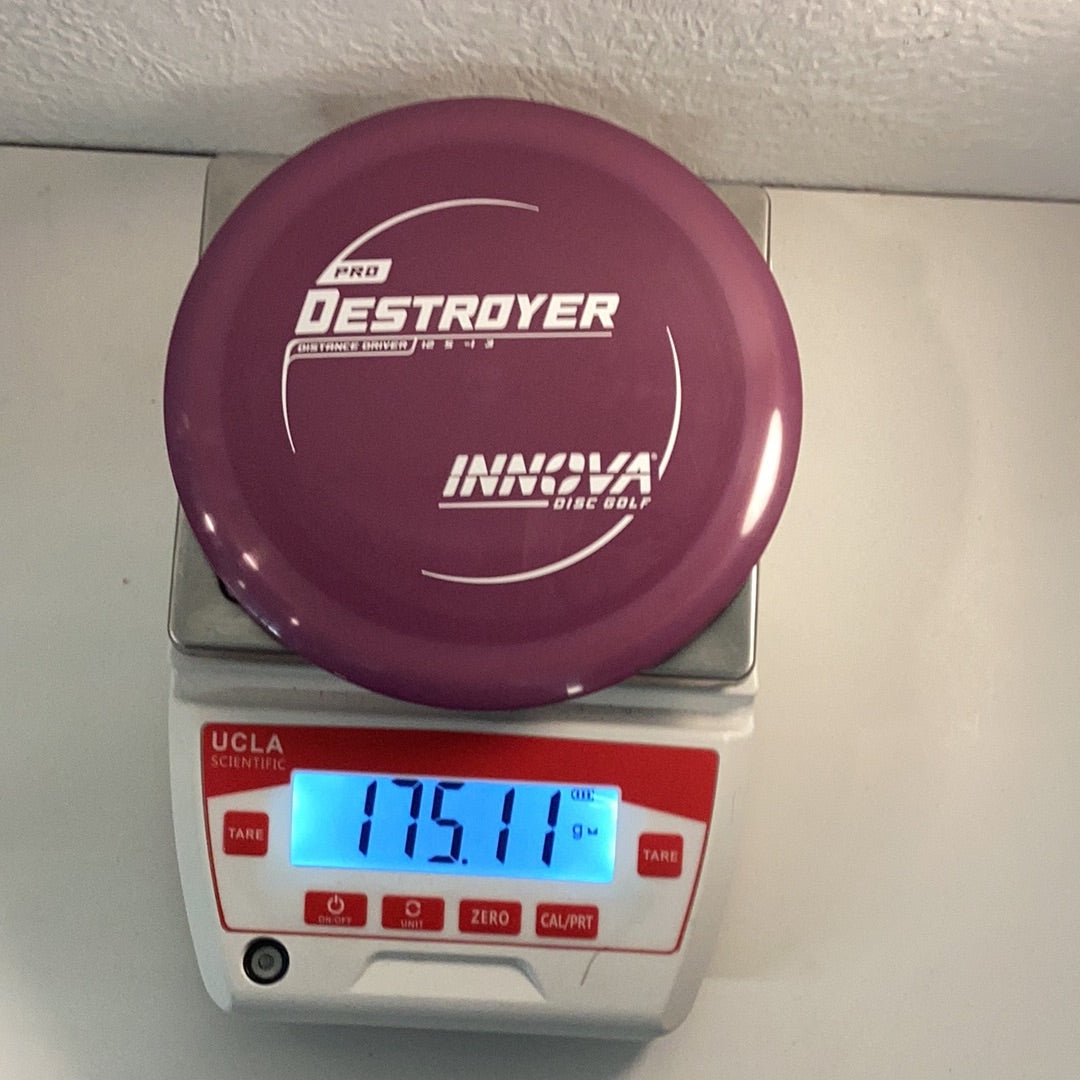 PRO
DESTROYER
DISTANCE DRIVER 12 5 -1 3
INNOVA®
DISC GOLF
UCLA
SCIENTIFIC
175.11
g
TARE
TARE
ON/OFF
UNIT
ZERO
CAL/PRT